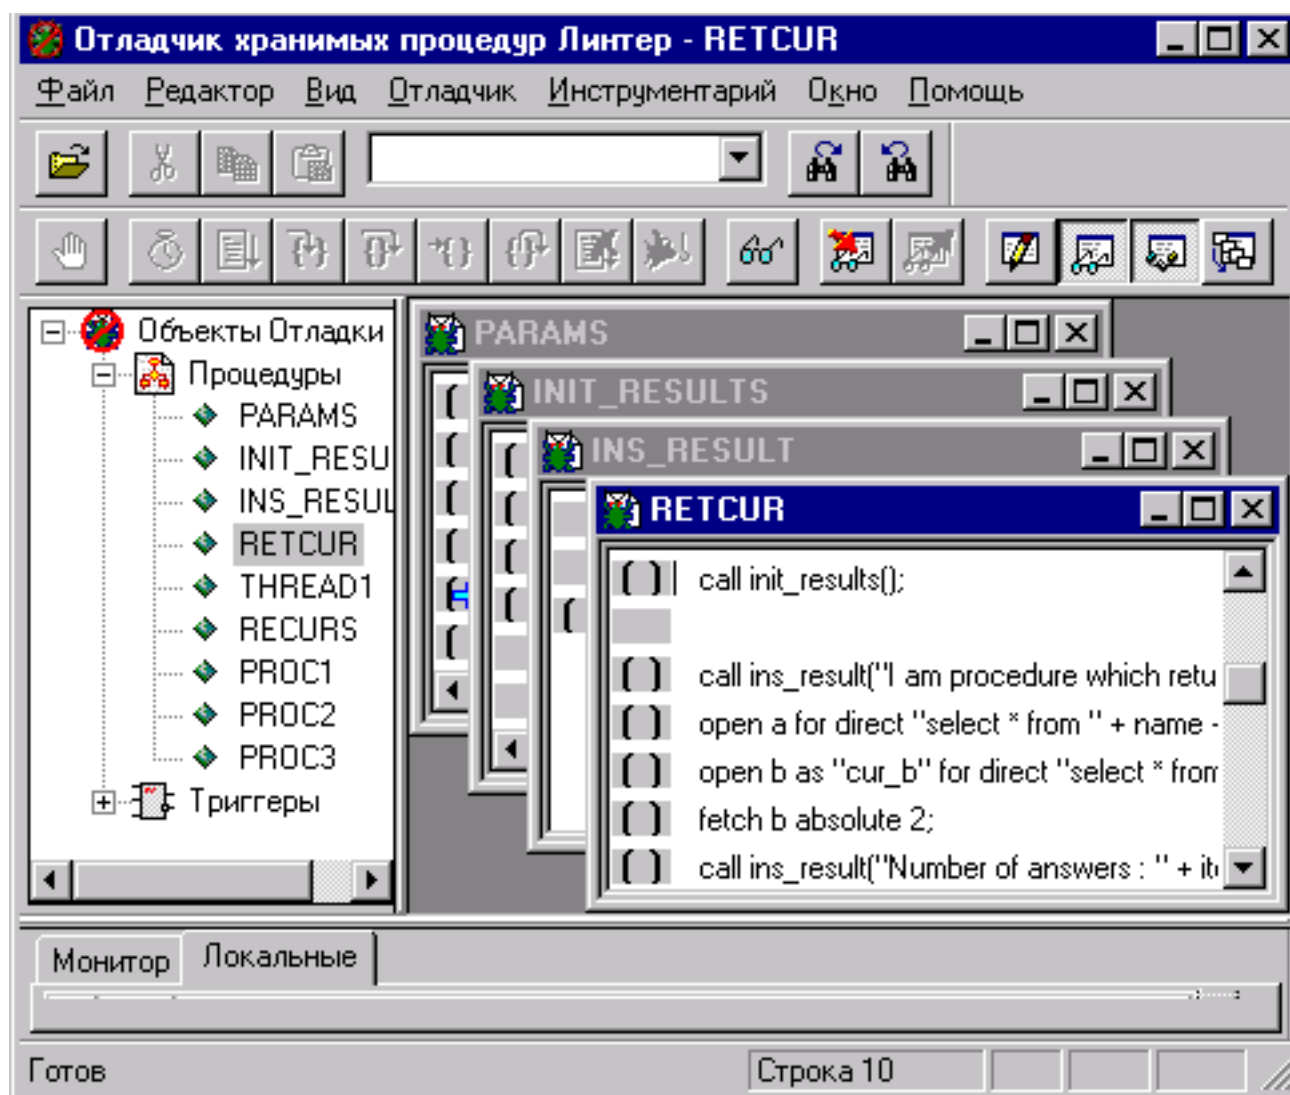 Отладчик хранимых процедур Линтер - RETCUR
Файл Редактор Вид Отладчик Инструментарий Окно Помощь
Объекты Отладки
Процедуры
PARAMS
INIT_RESU
INS_RESUL
RETCUR
THREAD1
RECURS
PROC1
PROC2
PROC3
Триггеры
PARAMS
INIT_RESULTS
INS_RESULT
RETCUR
call init_results();
call ins_result("I am procedure which retu
open a for direct "select * from " + name -
open b as "cur_b" for direct "select * from
fetch b absolute 2;
call ins_result("Number of answers : " + it
Монитор Локальные
Готов
Строка 10